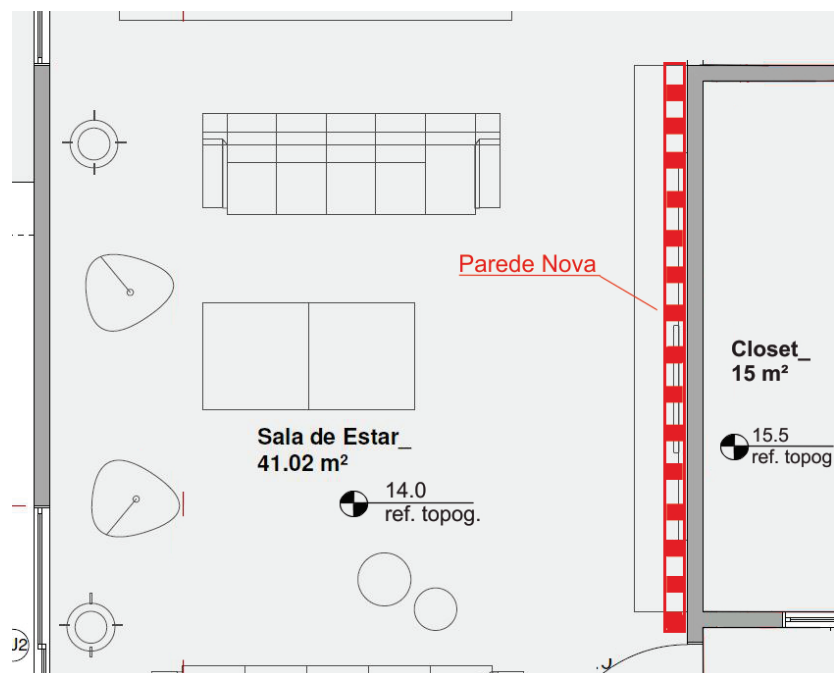 Parede Nova
Closet_
15 m²
15.5
ref. topog
Sala de Estar_
41.02 m²
14.0
ref. topog.
J2